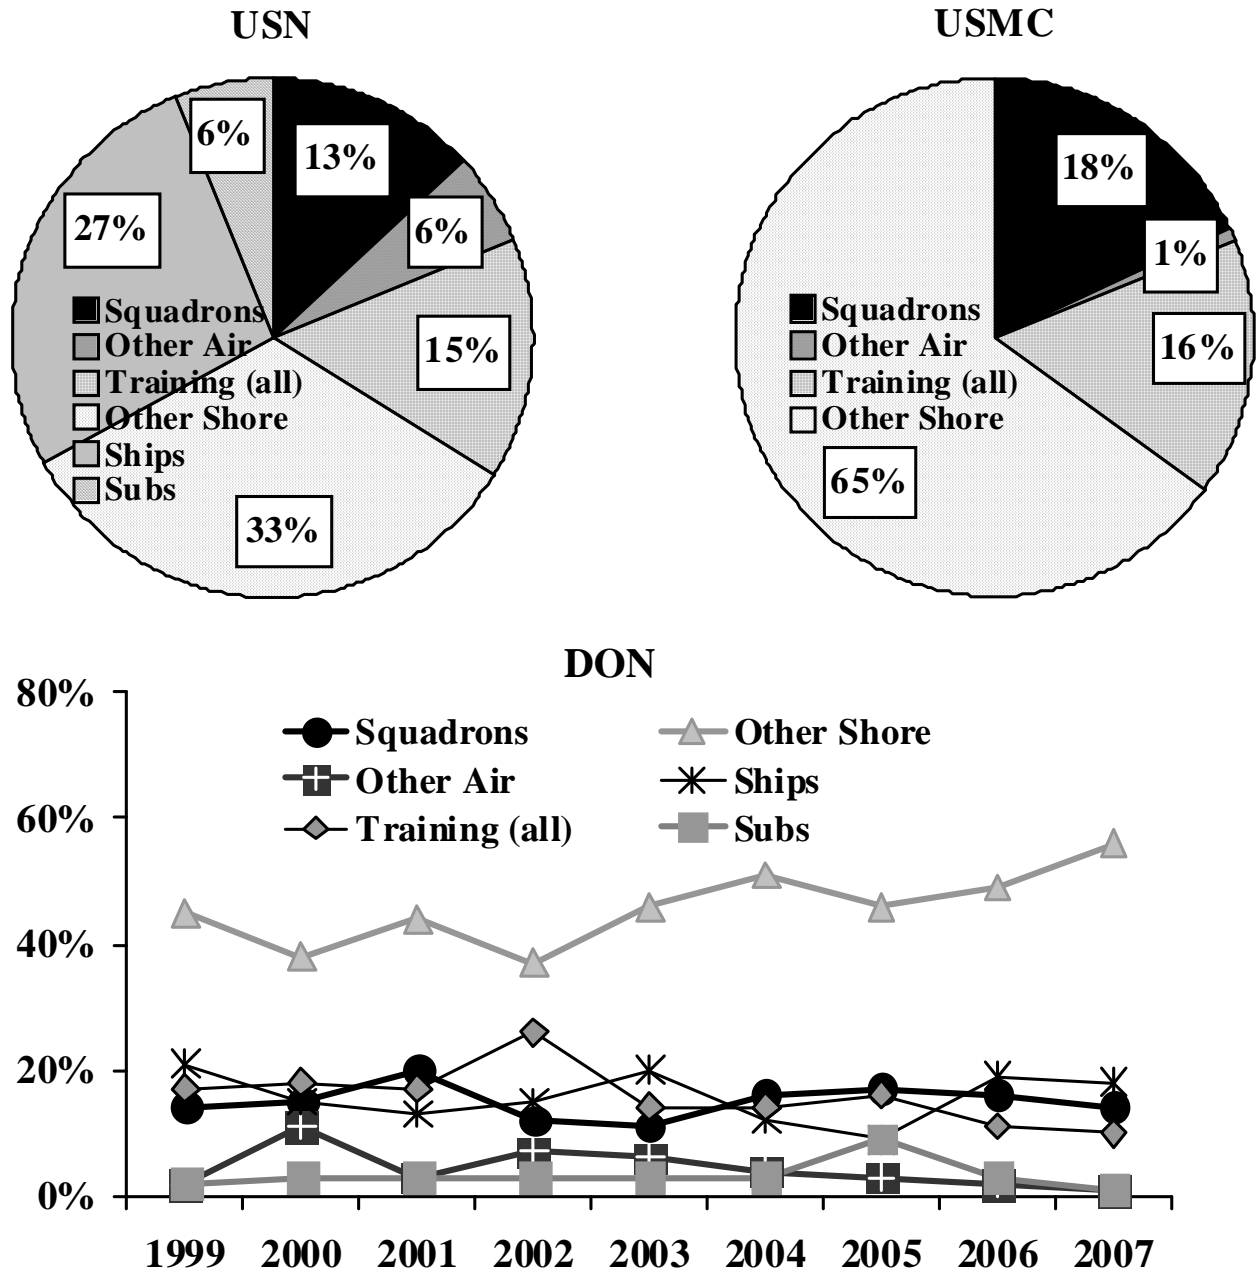 USN
USMC
6%
13%
27%
6%
15%
33%
Squadrons
Other Air
Training (all)
Other Shore
Ships
Subs
18%
1%
16%
65%
Squadrons
Other Air
Training (all)
Other Shore
DON
80%
60%
40%
20%
0%
Squadrons
Other Shore
Other Air
Ships
Training (all)
Subs
1999 2000 2001 2002 2003 2004 2005 2006 2007